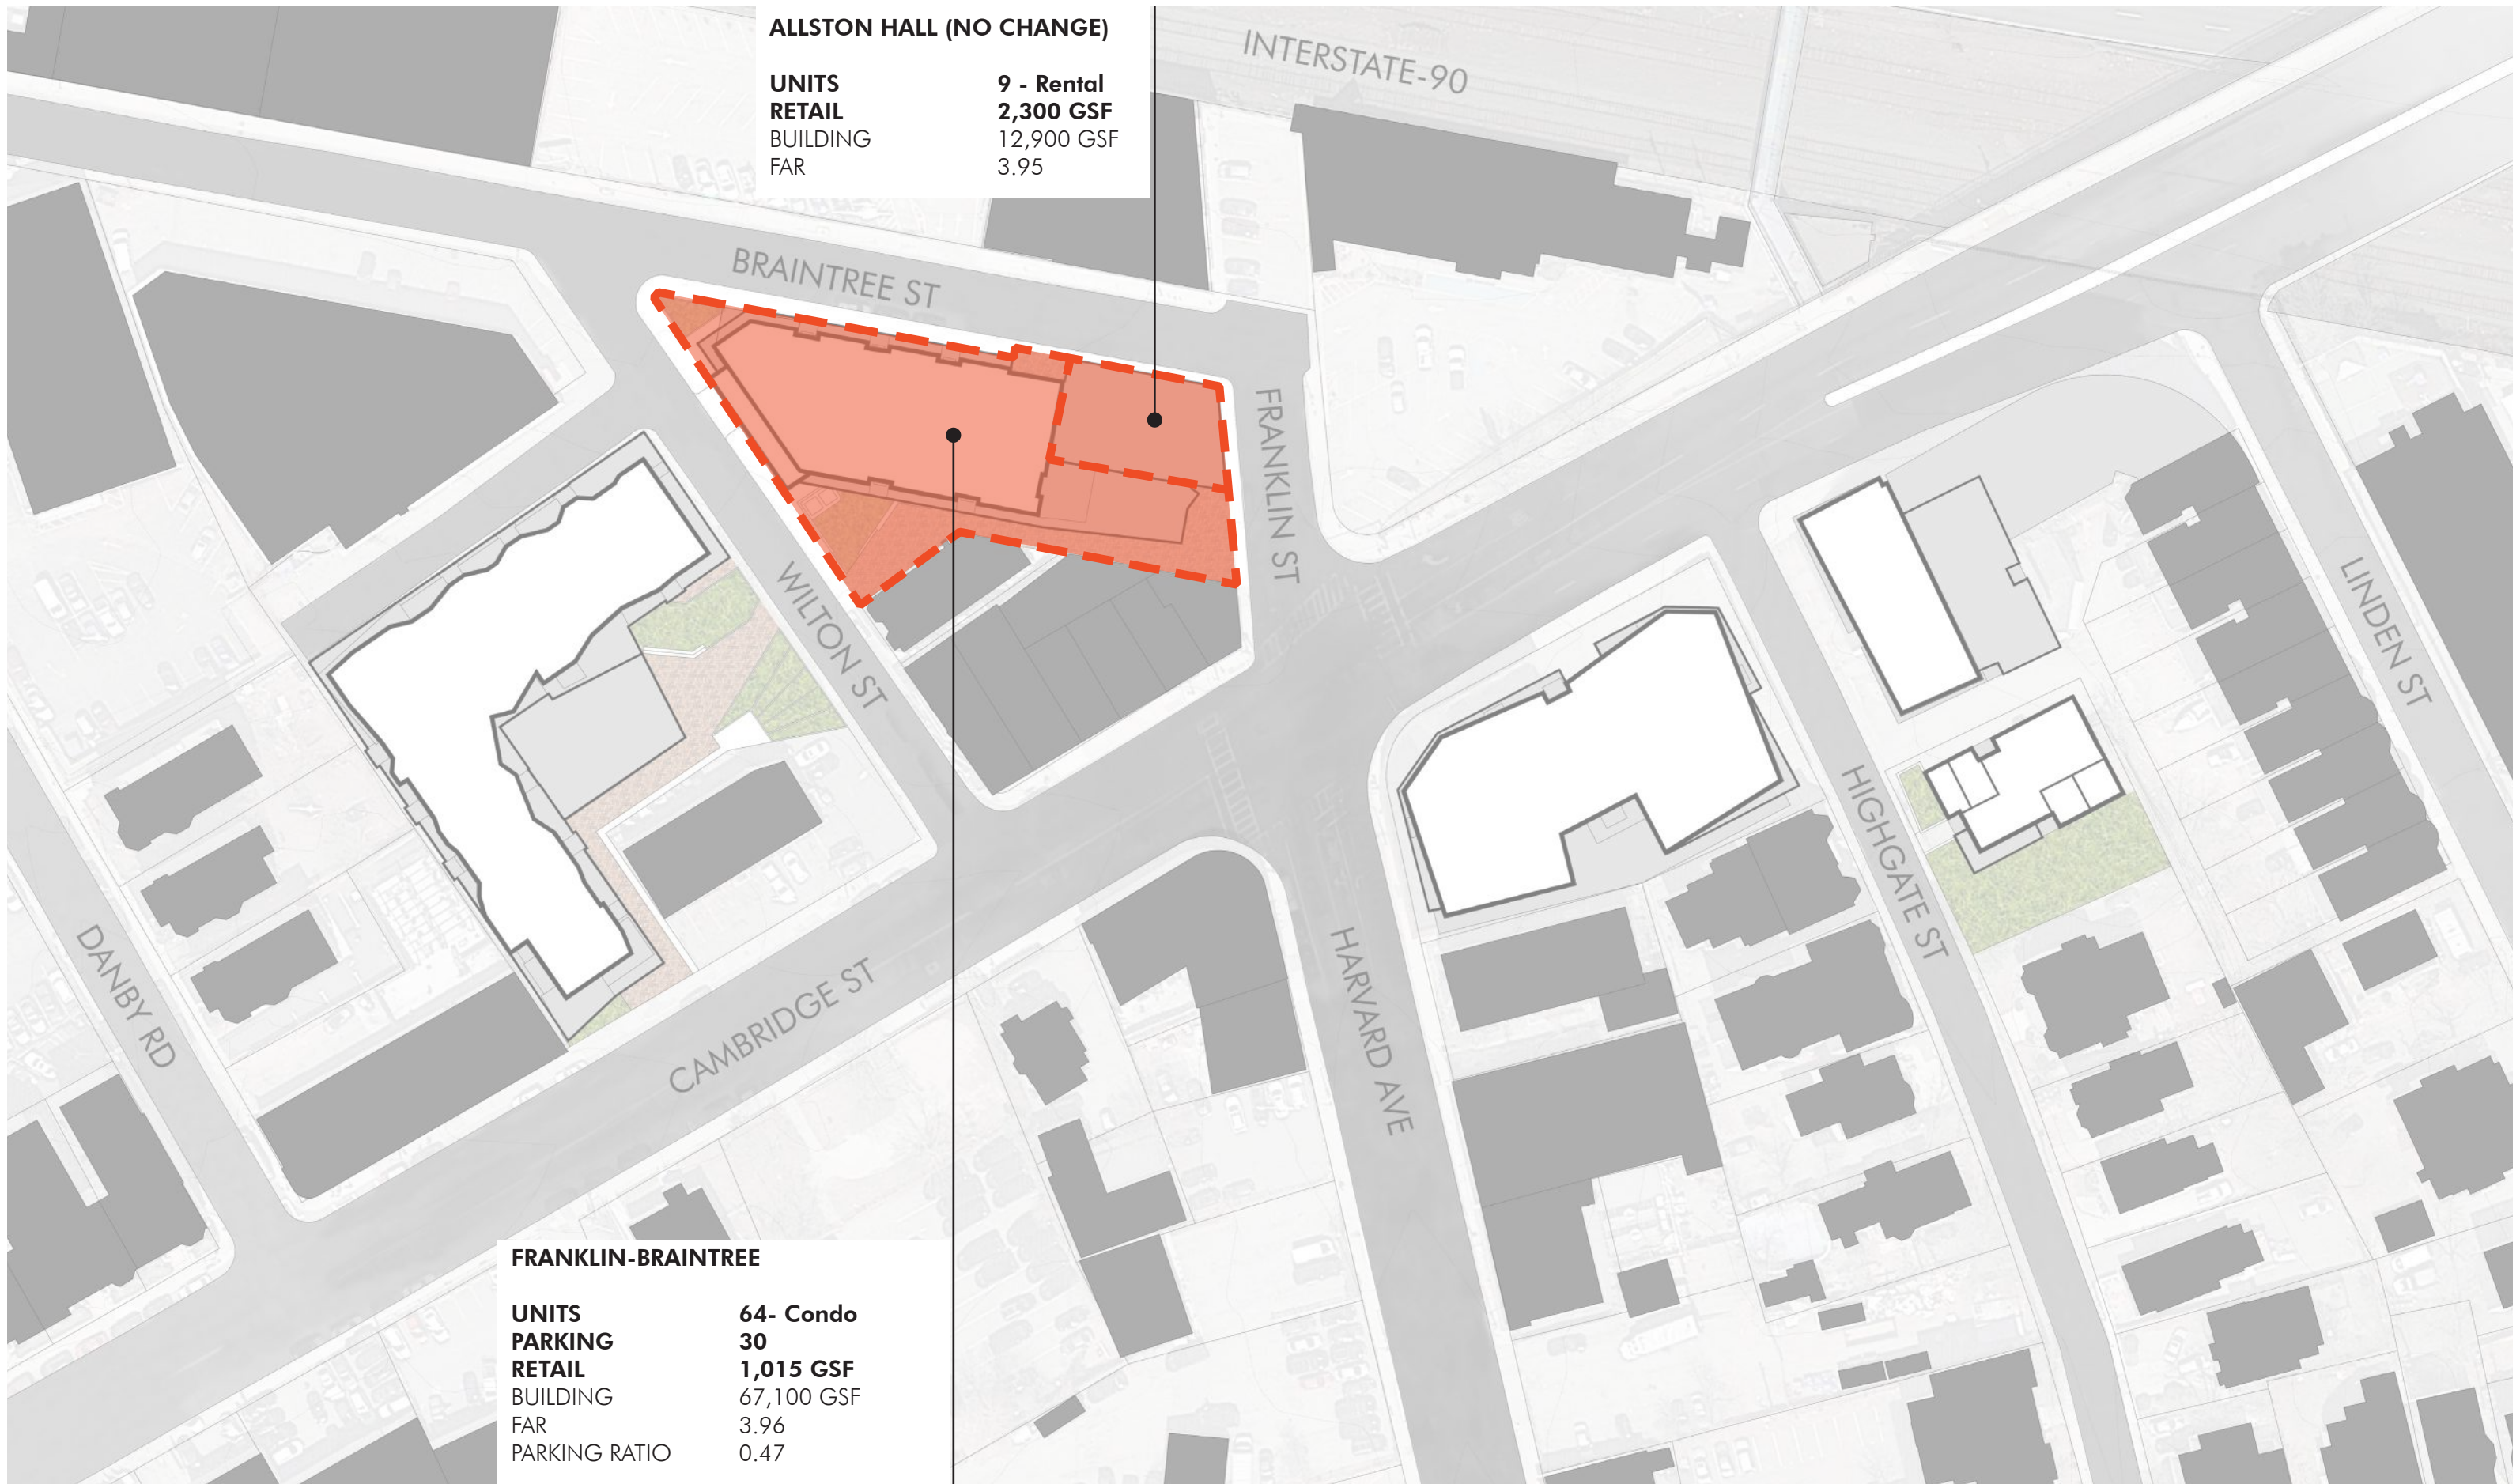 ALLSTON HALL (NO CHANGE)
UNITS 9 - Rental
RETAIL 2,300 GSF
BUILDING 12,900 GSF
FAR 3.95
INTERSTATE-90
BRAINTREE ST
FRANKLIN ST
WILTON ST
LINDEN ST
HIGHGATE ST
DANBY RD
CAMBRIDGE ST
HARVARD AVE
FRANKLIN-BRAINTREE
UNITS 64- Condo
PARKING 30
RETAIL 1,015 GSF
BUILDING 67,100 GSF
FAR 3.96
PARKING RATIO 0.47